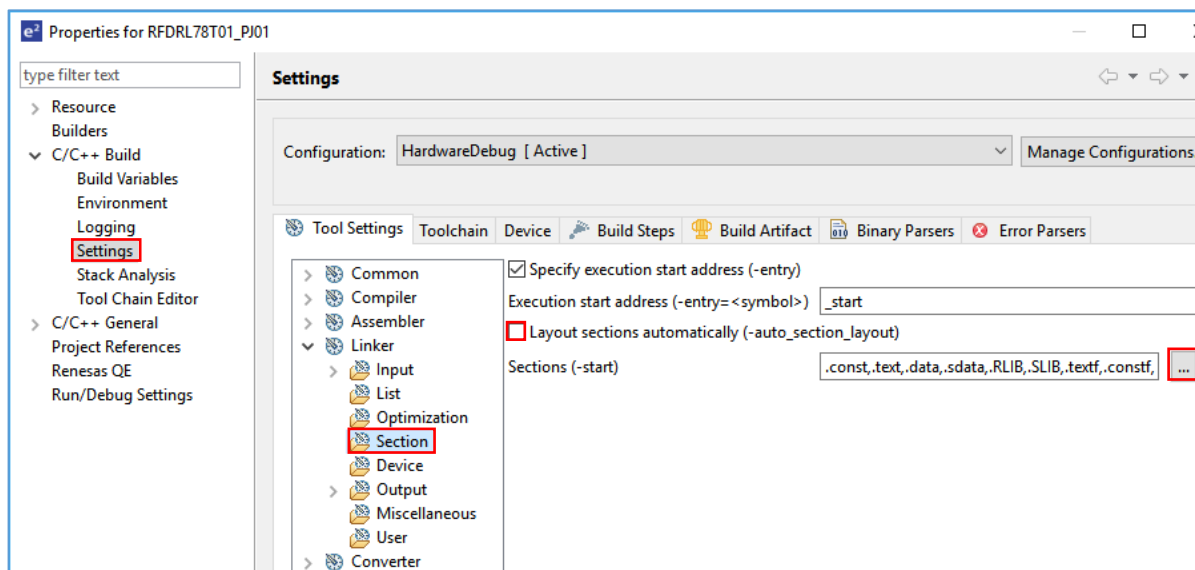 e² Properties for RFDRL78T01_PJ01
type filter text
Resource
Builders
C/C++ Build
Build Variables
Environment
Logging
Settings
Stack Analysis
Tool Chain Editor
C/C++ General
Project References
Renesas QE
Run/Debug Settings
Settings
Configuration: HardwareDebug [ Active ] Manage Configurations
Tool Settings Toolchain Device Build Steps Build Artifact Binary Parsers Error Parsers
Common
Compiler
Assembler
Linker
Input
List
Optimization
Section
Device
Output
Miscellaneous
User
Converter
Specify execution start address (-entry)
Execution start address (-entry=<symbol>) _start
Layout sections automatically (-auto_section_layout)
Sections (-start) .const,.text,.data,.sdata,.RLIB,.SLIB,.textf,.constf, ...